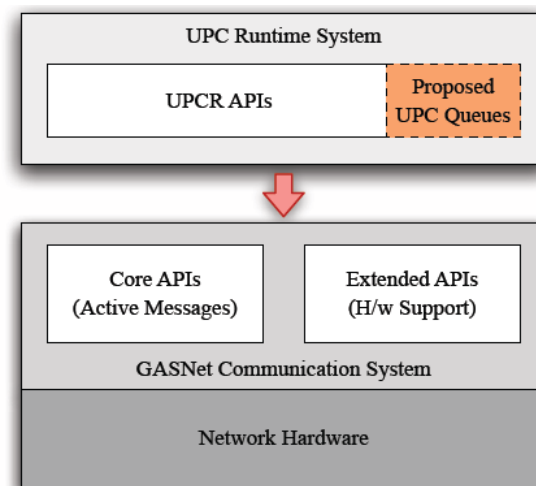 UPC Runtime System
UPCR APIs
Proposed
UPC Queues
Core APIs
(Active Messages)
Extended APIs
(H/w Support)
GASNet Communication System
Network Hardware